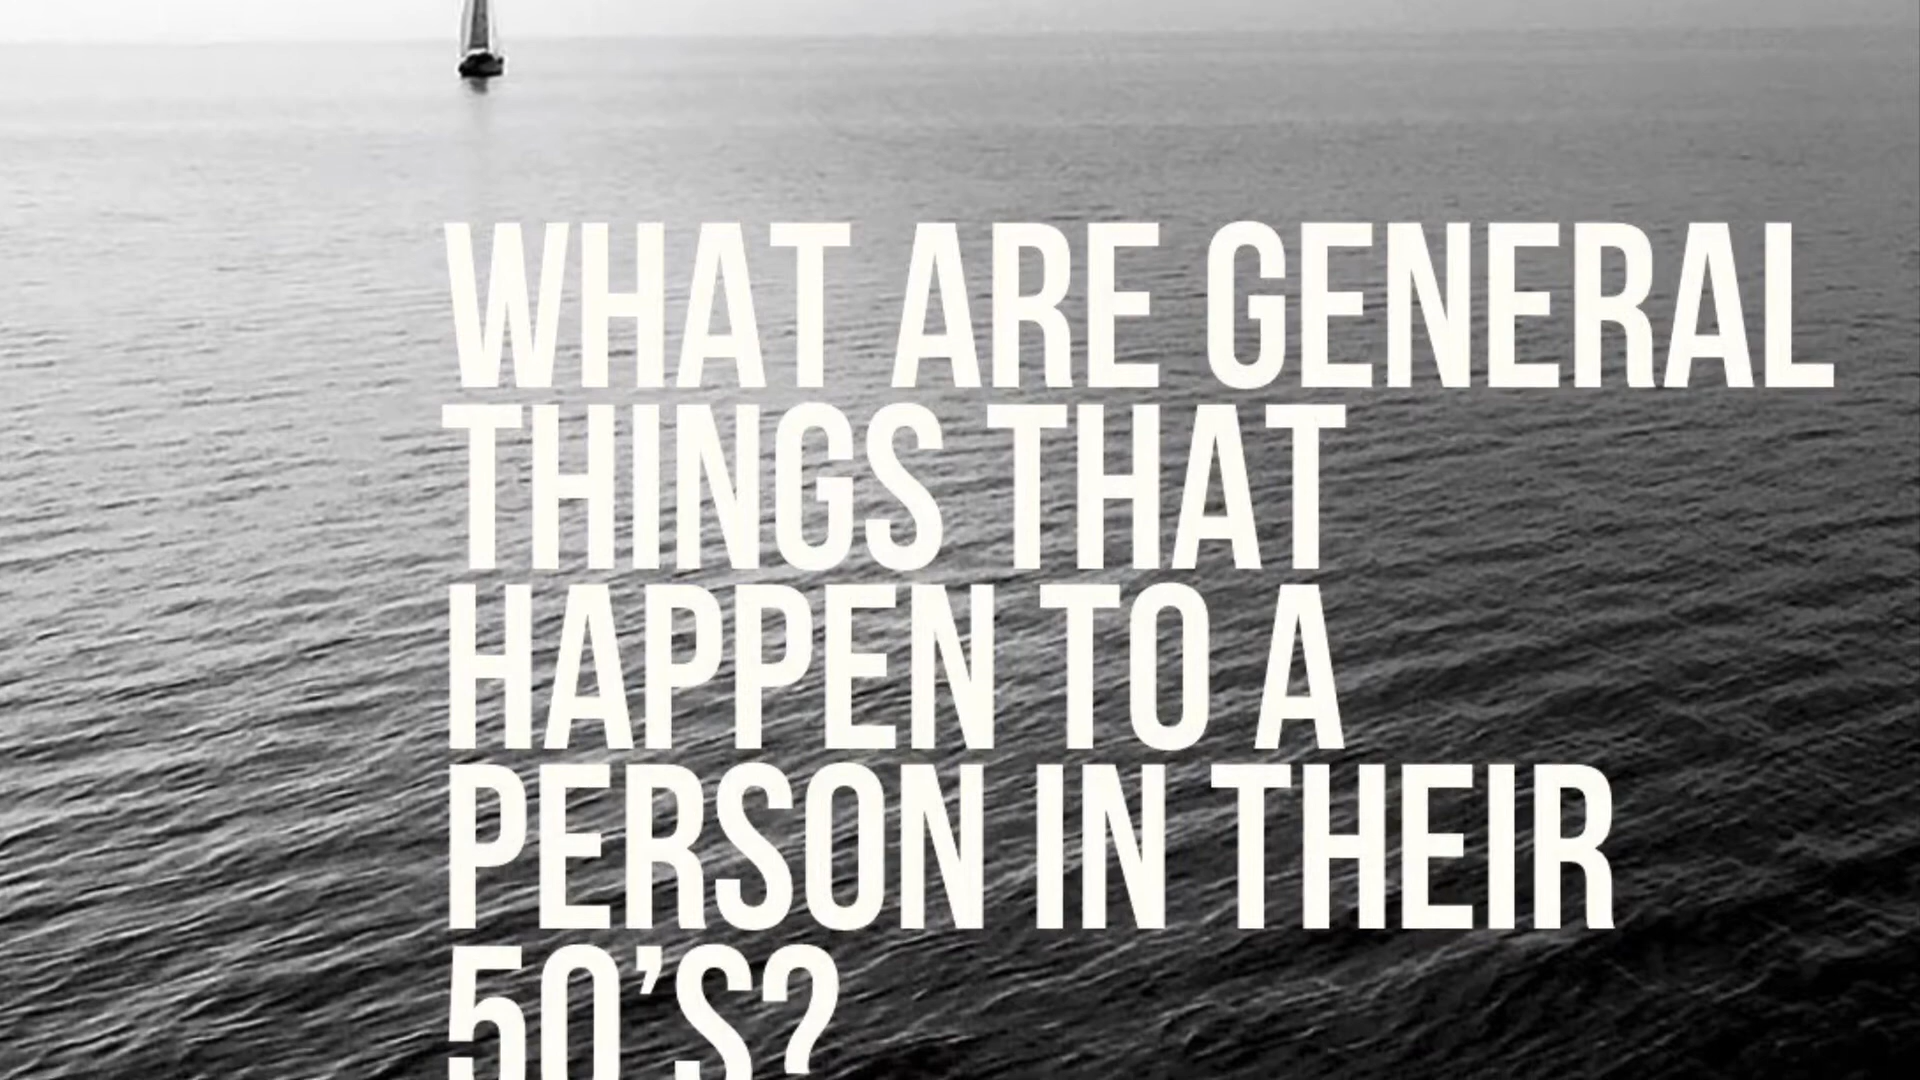 WHAT ARE GENERAL
THINGS THAT
HAPPEN TO A
PERSON IN THEIR
50'S?